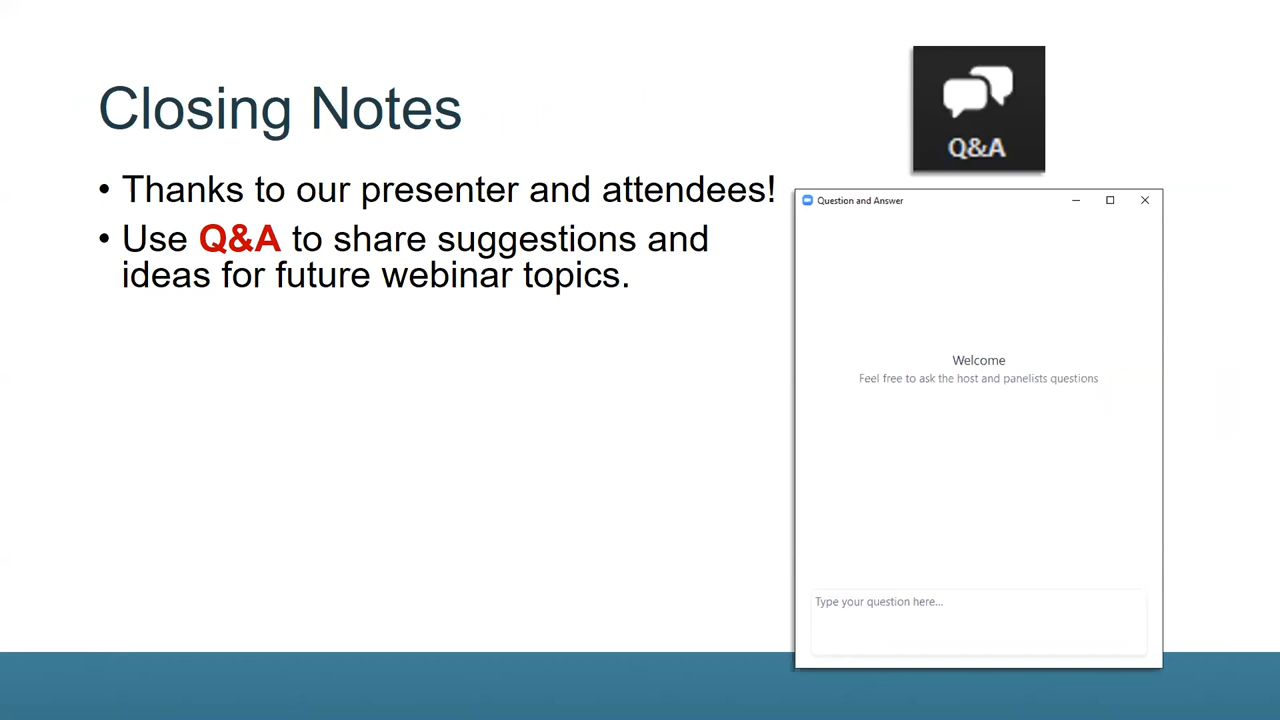 Closing Notes
• Thanks to our presenter and attendees!
• Use Q&A to share suggestions and
ideas for future webinar topics.
Q&A
Question and Answer
Welcome
Feel free to ask the host and panelists questions
Type your question here...